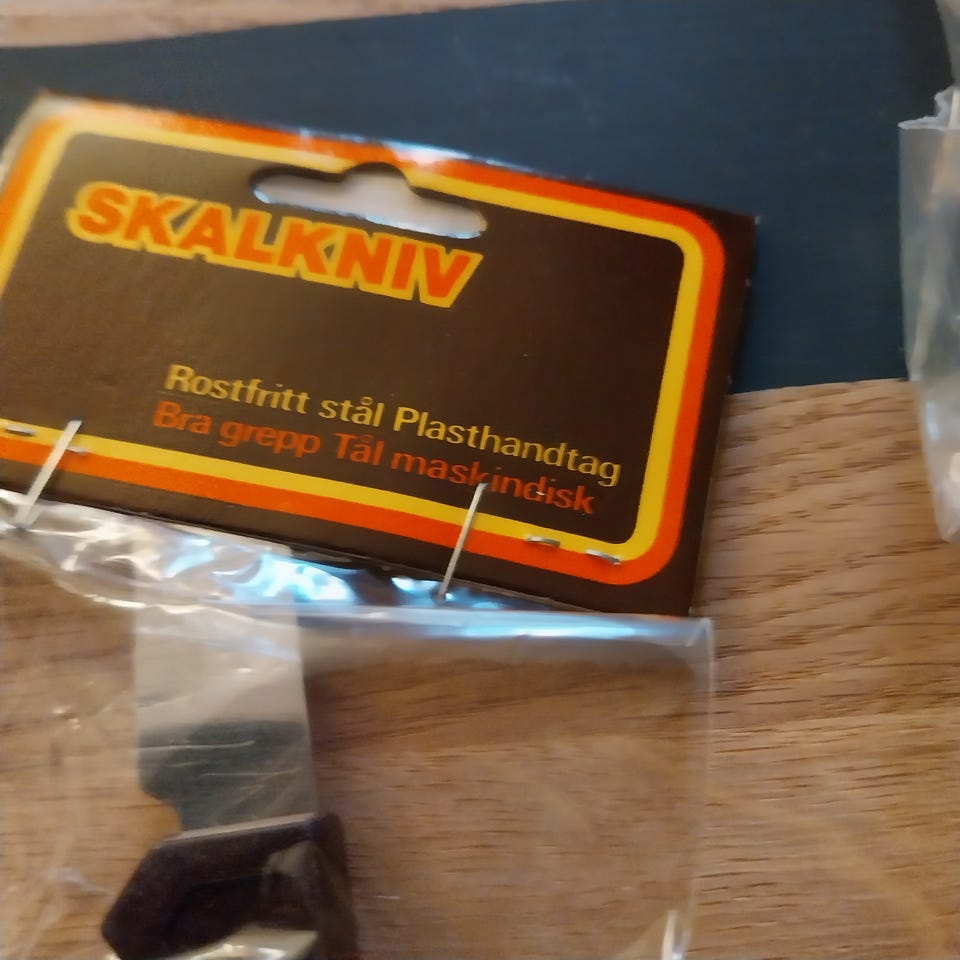 SKALKNIV
Rostfritt stål Plasthandtag
Bra grepp Tål maskindisk